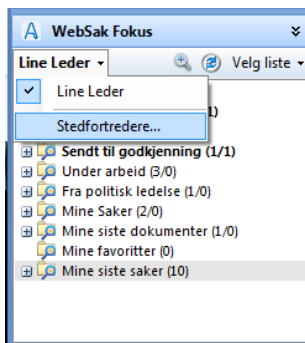 WebSak Fokus
Line Leder
Velg liste
Line Leder
1)
Stedfortredere...
Sendt til godkjenning (1/1)
Under arbeid (3/0)
Fra politisk ledelse (1/0)
Mine Saker (2/0)
Mine siste dokumenter (1/0)
Mine favoritter (0)
Mine siste saker (10)